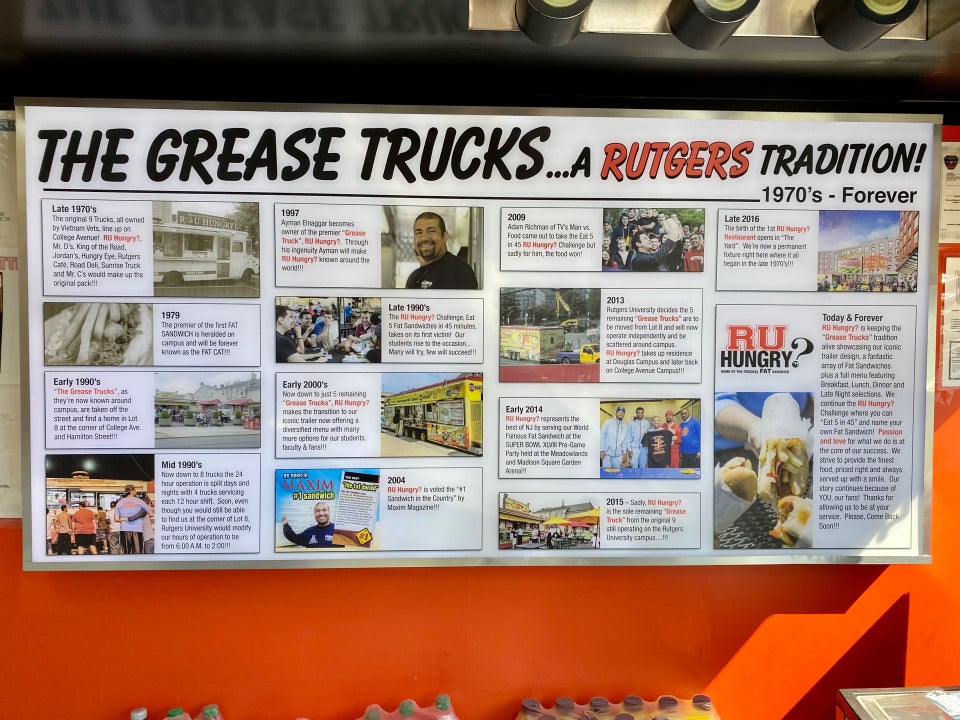 THE GREASE TRUCKS...A RUTGERS TRADITION!
1970's - Forever
Late 1970's
The original 9 Trucks, all owned
by Vietnam Vets, line up on
College Avenue! RU Hungry?,
Mr. D's, King of the Road,
Jordan's, Hungry Eye, Rutgers
Café, Road Deli, Sunrise Truck
and Mr. C's would make up the
original pack!!!
R U HUNGRY
1979
The premier of the first FAT
SANDWICH is heralded on
campus and will be forever
known as the FAT CAT!!!
Early 1990's
"The Grease Trucks", as
they're now known around
campus, are taken off the
street and find a home in Lot
8 at the corner of College Ave.
and Hamilton Street!!!
Mid 1990's
Now down to 8 trucks the 24
hour operation is split days and
nights with 4 trucks servicing
each 12 hour shift. Soon, even
though you would still be able
to find us at the corner of Lot 8,
Rutgers University would modify
our hours of operation to be
from 6:00 A.M. to 2:00!!!
1997
Ayman Elnaggar becomes
owner of the premier "Grease
Truck", RU Hungry?. Through
his ingenuity Ayman will make
RU Hungry? known around the
world!!!
Late 1990's
The RU Hungry? Challenge, Eat
5 Fat Sandwiches in 45 minutes,
takes on its first victim! Our
students rise to the occasion...
Many will try, few will succeed!!!
Early 2000's
Now down to just 5 remaining
"Grease Trucks", RU Hungry?
makes the transition to our
iconic trailer now offering a
diversified menu with many
more options for our students,
faculty & fans!!!
AS SEEN IN
MAXIM
#1 sandwich
2004
RU Hungry? is voted the "#1
Sandwich in the Country" by
Maxim Magazine!!!
2009
Adam Richman of TV's Man vs.
Food came out to take the Eat 5
in 45 RU Hungry? Challenge but
sadly for him, the food won!
2013
Rutgers University decides the 5
remaining "Grease Trucks" are to
be moved from Lot 8 and will now
operate independently and be
scattered around campus.
RU Hungry? takes up residence
at Douglas Campus and later back
on College Avenue Campus!!!
Early 2014
RU Hungry? represents the
best of NJ by serving our World
Famous Fat Sandwich at the
SUPER BOWL XLVIII Pre-Game
Party held at the Meadowlands
and Madison Square Garden
Arena!!!
2015 – Sadly, RU Hungry?
is the sole remaining "Grease
Truck" from the original 9
still operating on the Rutgers
University campus....!!!
Late 2016
The birth of the 1st RU Hungry?
Restaurant opens in "The
Yard". We're now a permanent
fixture right here where it all
began in the late 1970's!!!
RU
HUNGRY?
HOME OF THE ORIGINAL FAT SANDWICH
Today & Forever
RU Hungry? is keeping the
"Grease Trucks" tradition
alive showcasing our iconic
trailer design, a fantastic
array of Fat Sandwiches
plus a full menu featuring
Breakfast, Lunch, Dinner and
Late Night selections. We
continue the RU Hungry?
Challenge where you can
"Eat 5 in 45" and name your
own Fat Sandwich! Passion
and love for what we do is at
the core of our success. We
strive to provide the finest
food, priced right and always
served up with a smile. Our
story continues because of
YOU, our fans! Thanks for
allowing us to be at your
service. Please, Come Back
Soon!!!